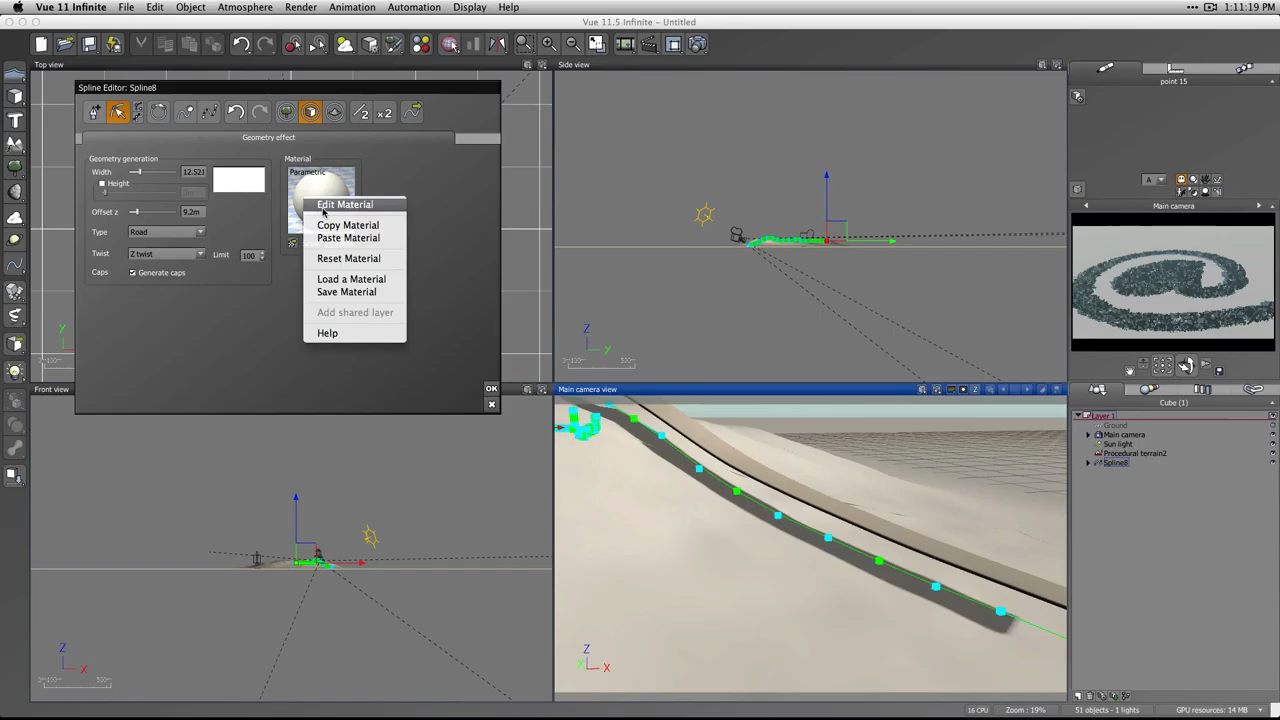 Vue 11 Infinite File Edit Object Atmosphere Render Animation Automation Display Help 1:11:19 PM
Vue 11.5 Infinite - Untitled
Top view
Side view
Spline Editor: Spline8
point 15
Geometry effect
Geometry generation
Material
Width 12.521
Parametric
Height
Offset z 9.2m
Type Road
Twist Z twist Limit 100
Caps Generate caps
Edit Material
Copy Material
Paste Material
Reset Material
Load a Material
Save Material
Add shared layer
Help
OK
A
Main camera
Front view
Main camera view
Cube (1)
Layer 1
Ground
Main camera
Sun light
Procedural terrain2
Spline8
Z
y
Y
Z
X
Z
X
16 CPU Zoom : 19% 51 objects - 1 lights GPU resources: 14 MB